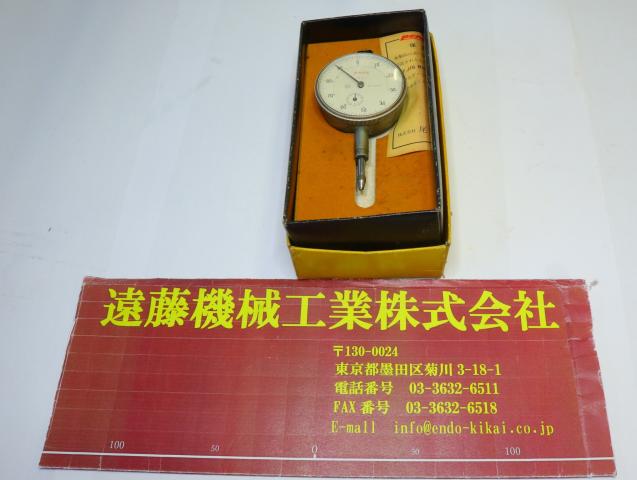 遠藤機械工業株式会社
〒130-0024
東京都墨田区菊川 3-18-1
電話番号 03-3632-6511
FAX 番号 03-3632-6518
E-mall info@endo-kikai.co.jp
100 50 0 50 100